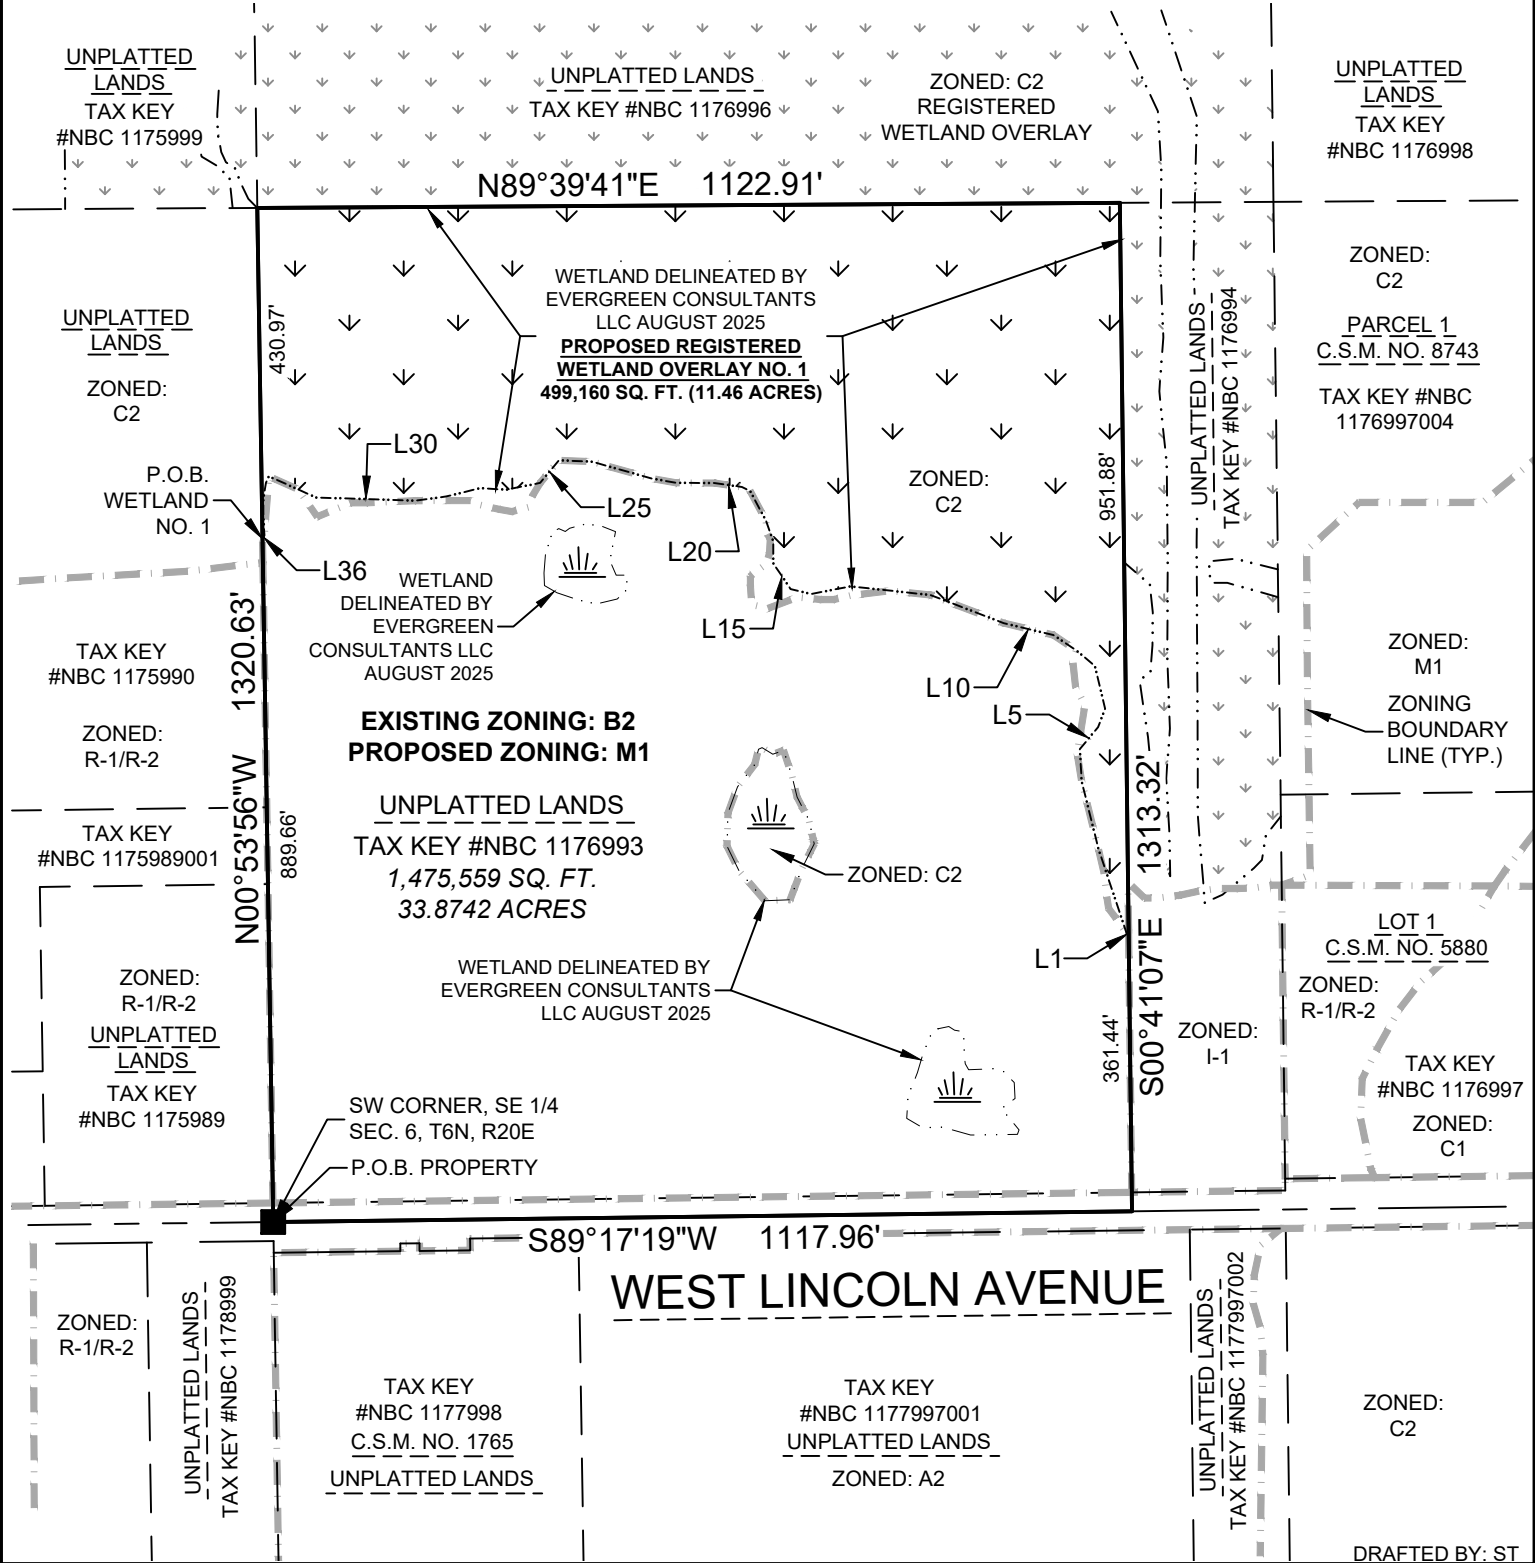 UNPLATTED
LANDS
TAX KEY
#NBC 1175999
UNPLATTED LANDS
TAX KEY #NBC 1176996
ZONED: C2
REGISTERED
WETLAND OVERLAY
UNPLATTED
LANDS
TAX KEY
#NBC 1176998
N89°39'41"E 1122.91'
UNPLATTED
LANDS
ZONED:
C2
430.97'
WETLAND DELINEATED BY
EVERGREEN CONSULTANTS
LLC AUGUST 2025
PROPOSED REGISTERED
WETLAND OVERLAY NO. 1
499,160 SQ. FT. (11.46 ACRES)
UNPLATTED LANDS
TAX KEY #NBC 1176994
ZONED:
C2
PARCEL 1
C.S.M. NO. 8743
TAX KEY #NBC
1176997004
L30
P.O.B.
WETLAND
NO. 1
L25
ZONED:
C2
951.88'
L20
L36
WETLAND
DELINEATED BY
EVERGREEN
CONSULTANTS LLC
AUGUST 2025
L15
L10
L5
TAX KEY
#NBC 1175990
ZONED:
R-1/R-2
ZONED:
M1
ZONING
BOUNDARY
LINE (TYP.)
N00°53'56"W 1320.63'
889.66'
EXISTING ZONING: B2
PROPOSED ZONING: M1
UNPLATTED LANDS
TAX KEY #NBC 1176993
1,475,559 SQ. FT.
33.8742 ACRES
ZONED: C2
TAX KEY
#NBC 1175989001
S00°41'07"E 1313.32'
L1
WETLAND DELINEATED BY
EVERGREEN CONSULTANTS
LLC AUGUST 2025
361.44'
LOT 1
C.S.M. NO. 5880
ZONED:
R-1/R-2
ZONED:
I-1
TAX KEY
#NBC 1176997
ZONED:
C1
ZONED:
R-1/R-2
UNPLATTED
LANDS
TAX KEY
#NBC 1175989
SW CORNER, SE 1/4
SEC. 6, T6N, R20E
P.O.B. PROPERTY
S89°17'19"W 1117.96'
WEST LINCOLN AVENUE
ZONED:
R-1/R-2
UNPLATTED LANDS
TAX KEY #NBC 1178999
TAX KEY
#NBC 1177998
C.S.M. NO. 1765
UNPLATTED LANDS
TAX KEY
#NBC 1177997001
UNPLATTED LANDS
ZONED: A2
UNPLATTED LANDS
TAX KEY #NBC 1177997002
ZONED:
C2
DRAFTED BY: ST